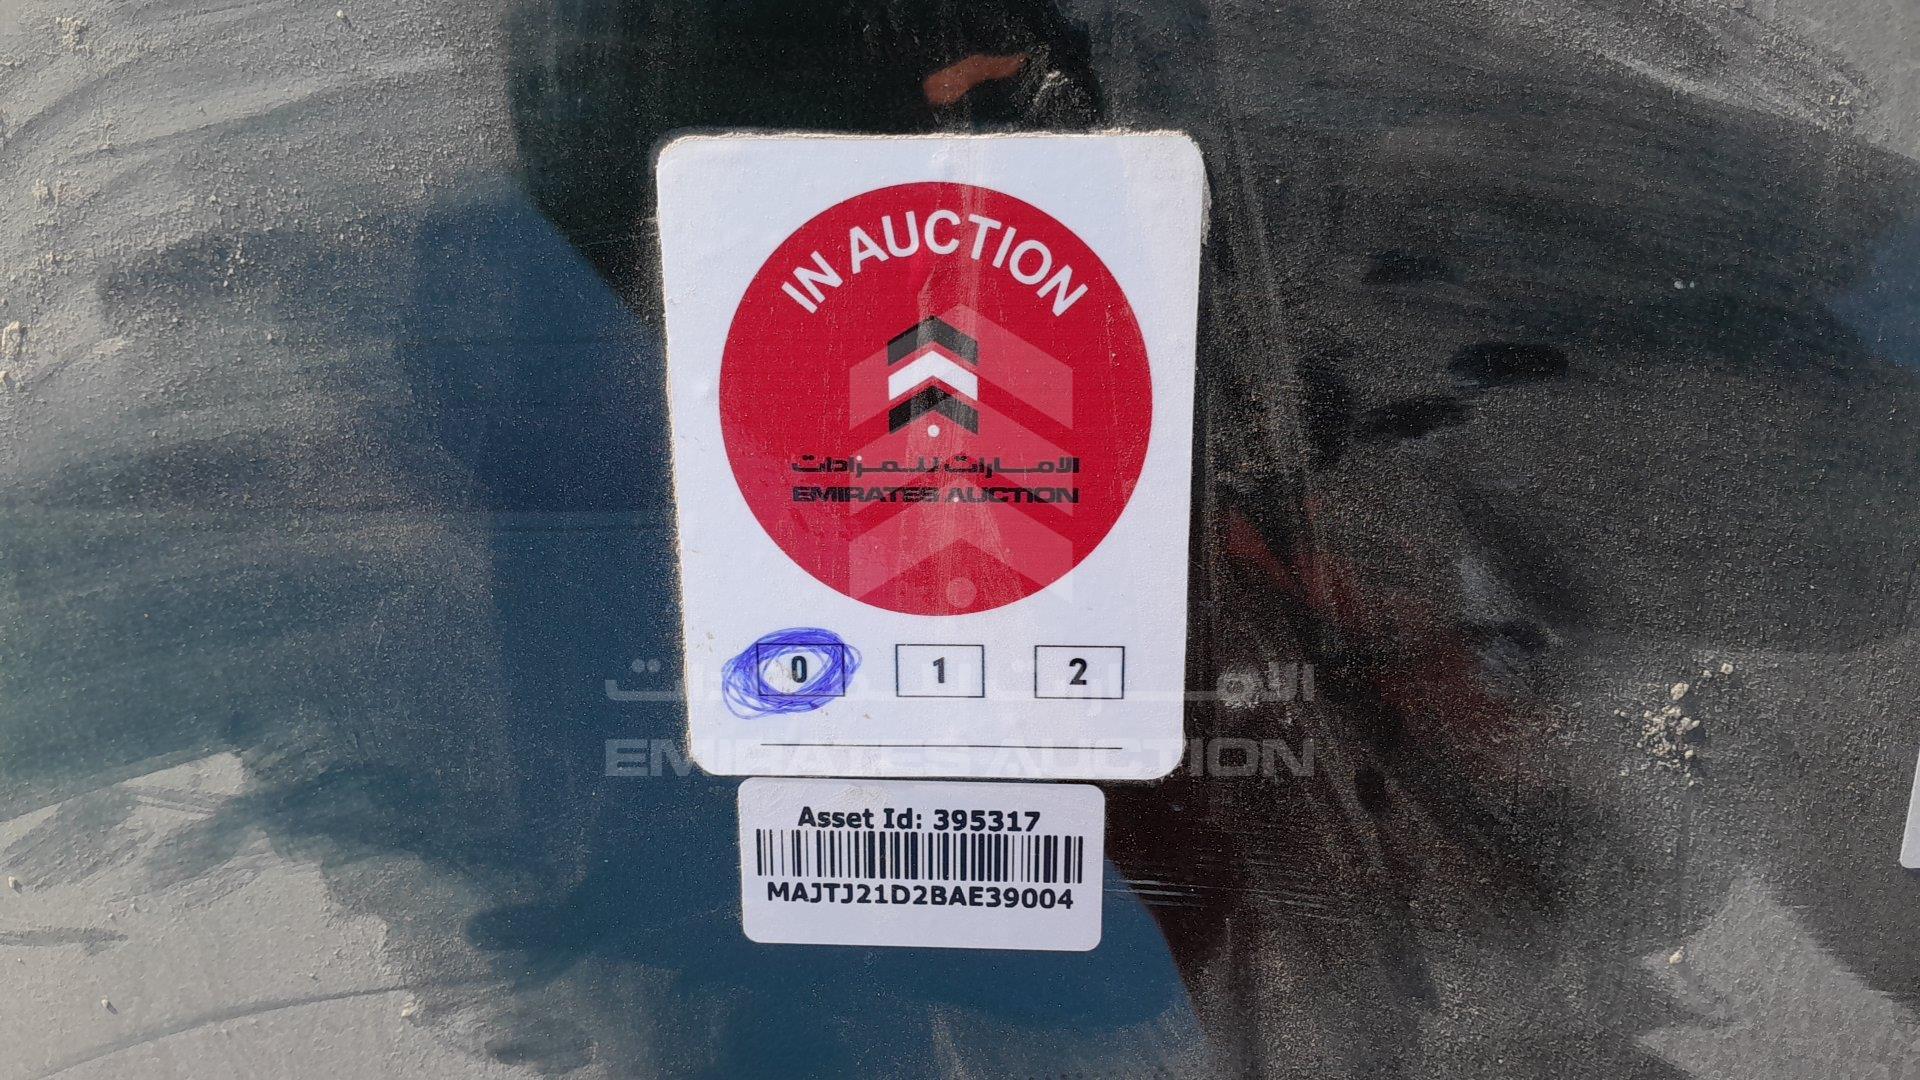 IN AUCTION
الامارات للمزادات
EMIRATES AUCTION
0 1 2
الامارات للمزادات
EMIRATES AUCTION
Asset Id: 395317
MAJTJ21D2BAE39004